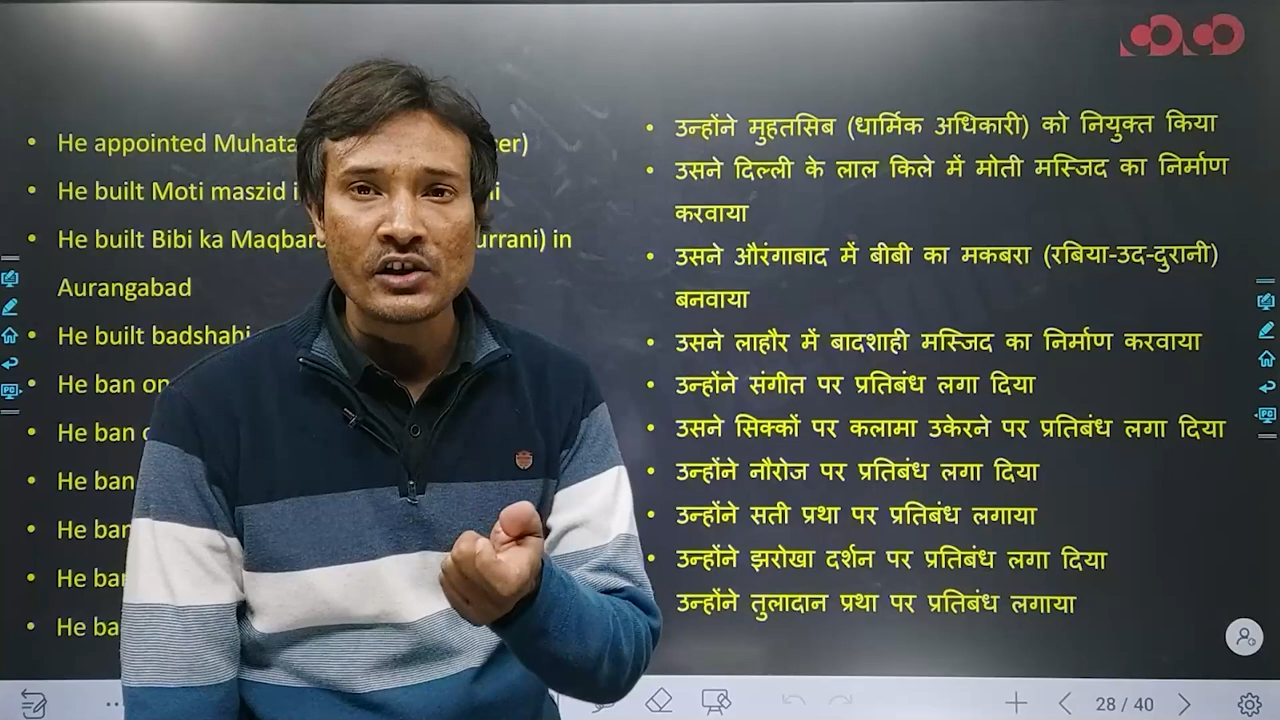 He appointed Muhata cer)
He built Moti maszid i
He built Bibi ka Maqbara urrani) in
Aurangabad
He built badshahi
He ban on
He ban
He ban
He ban
He
He
उन्होंने मुहतसिब (धार्मिक अधिकारी) को नियुक्त किया
उसने दिल्ली के लाल किले में मोती मस्जिद का निर्माण
करवाया
उसने औरंगाबाद में बीबी का मकबरा (रबिया-उद-दुरानी)
बनवाया
उसने लाहौर में बादशाही मस्जिद का निर्माण करवाया
उन्होंने संगीत पर प्रतिबंध लगा दिया
उसने सिक्कों पर कलामा उकेरने पर प्रतिबंध लगा दिया
उन्होंने नौरोज पर प्रतिबंध लगा दिया
उन्होंने सती प्रथा पर प्रतिबंध लगाया
उन्होंने झरोखा दर्शन पर प्रतिबंध लगा दिया
उन्होंने तुलादान प्रथा पर प्रतिबंध लगाया
PC
PC
28 / 40